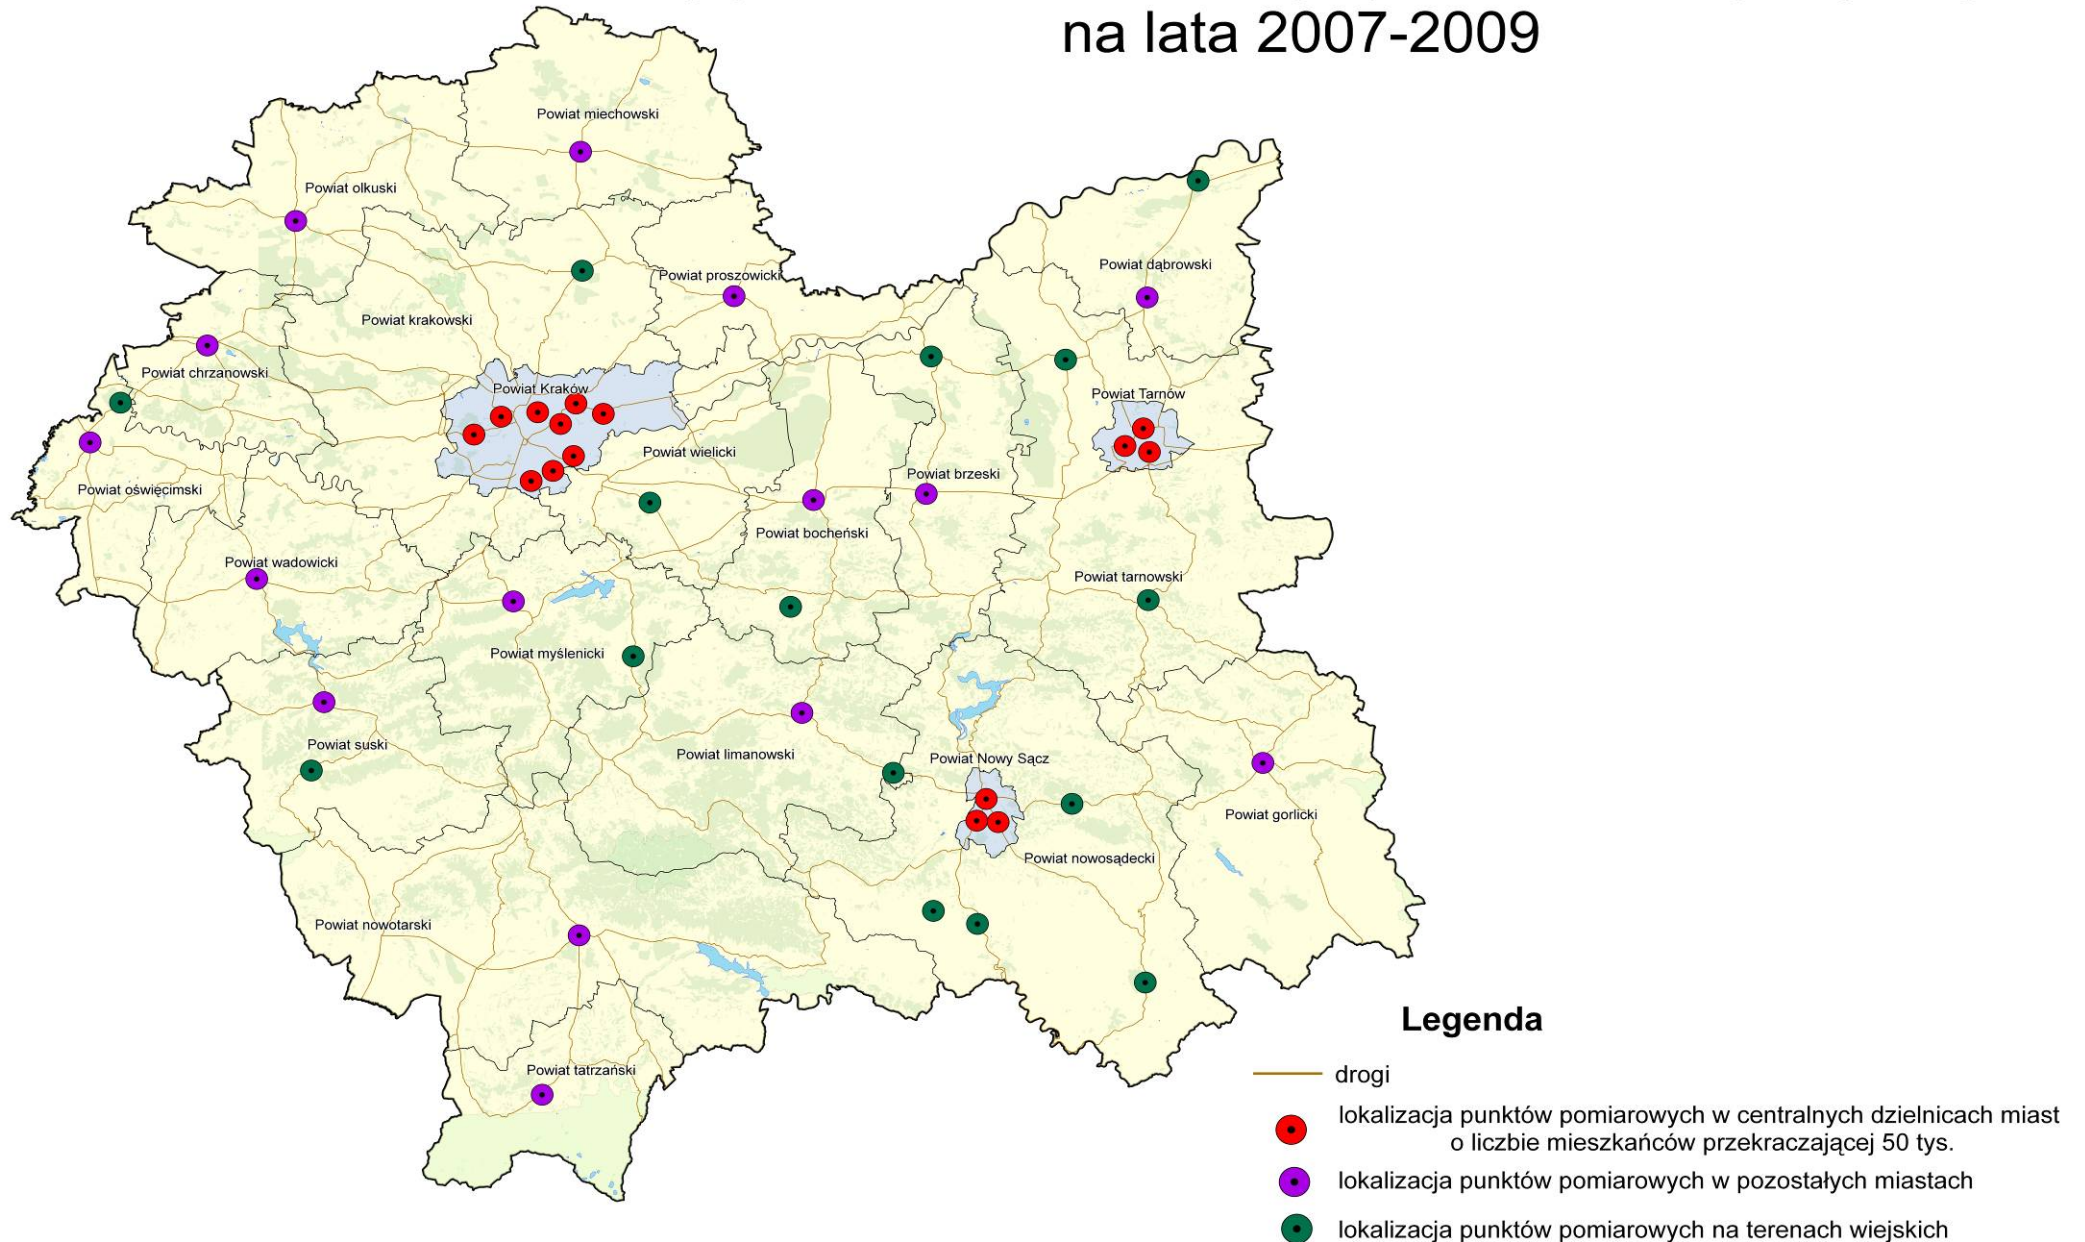 na lata 2007-2009
Powiat miechowski
Powiat olkuski
Powiat dąbrowski
Powiat proszowicki
Powiat krakowski
Powiat chrzanowski
Powiat Kraków
Powiat Tarnów
Powiat wielicki
Powiat brzeski
Powiat oświęcimski
Powiat bocheński
Powiat wadowicki
Powiat tarnowski
Powiat myślenicki
Powiat suski
Powiat limanowski
Powiat Nowy Sącz
Powiat gorlicki
Powiat nowosądecki
Powiat nowotarski
Powiat tatrzański
Legenda
drogi
lokalizacja punktów pomiarowych w centralnych dzielnicach miast
o liczbie mieszkańców przekraczającej 50 tys.
lokalizacja punktów pomiarowych w pozostałych miastach
lokalizacja punktów pomiarowych na terenach wiejskich